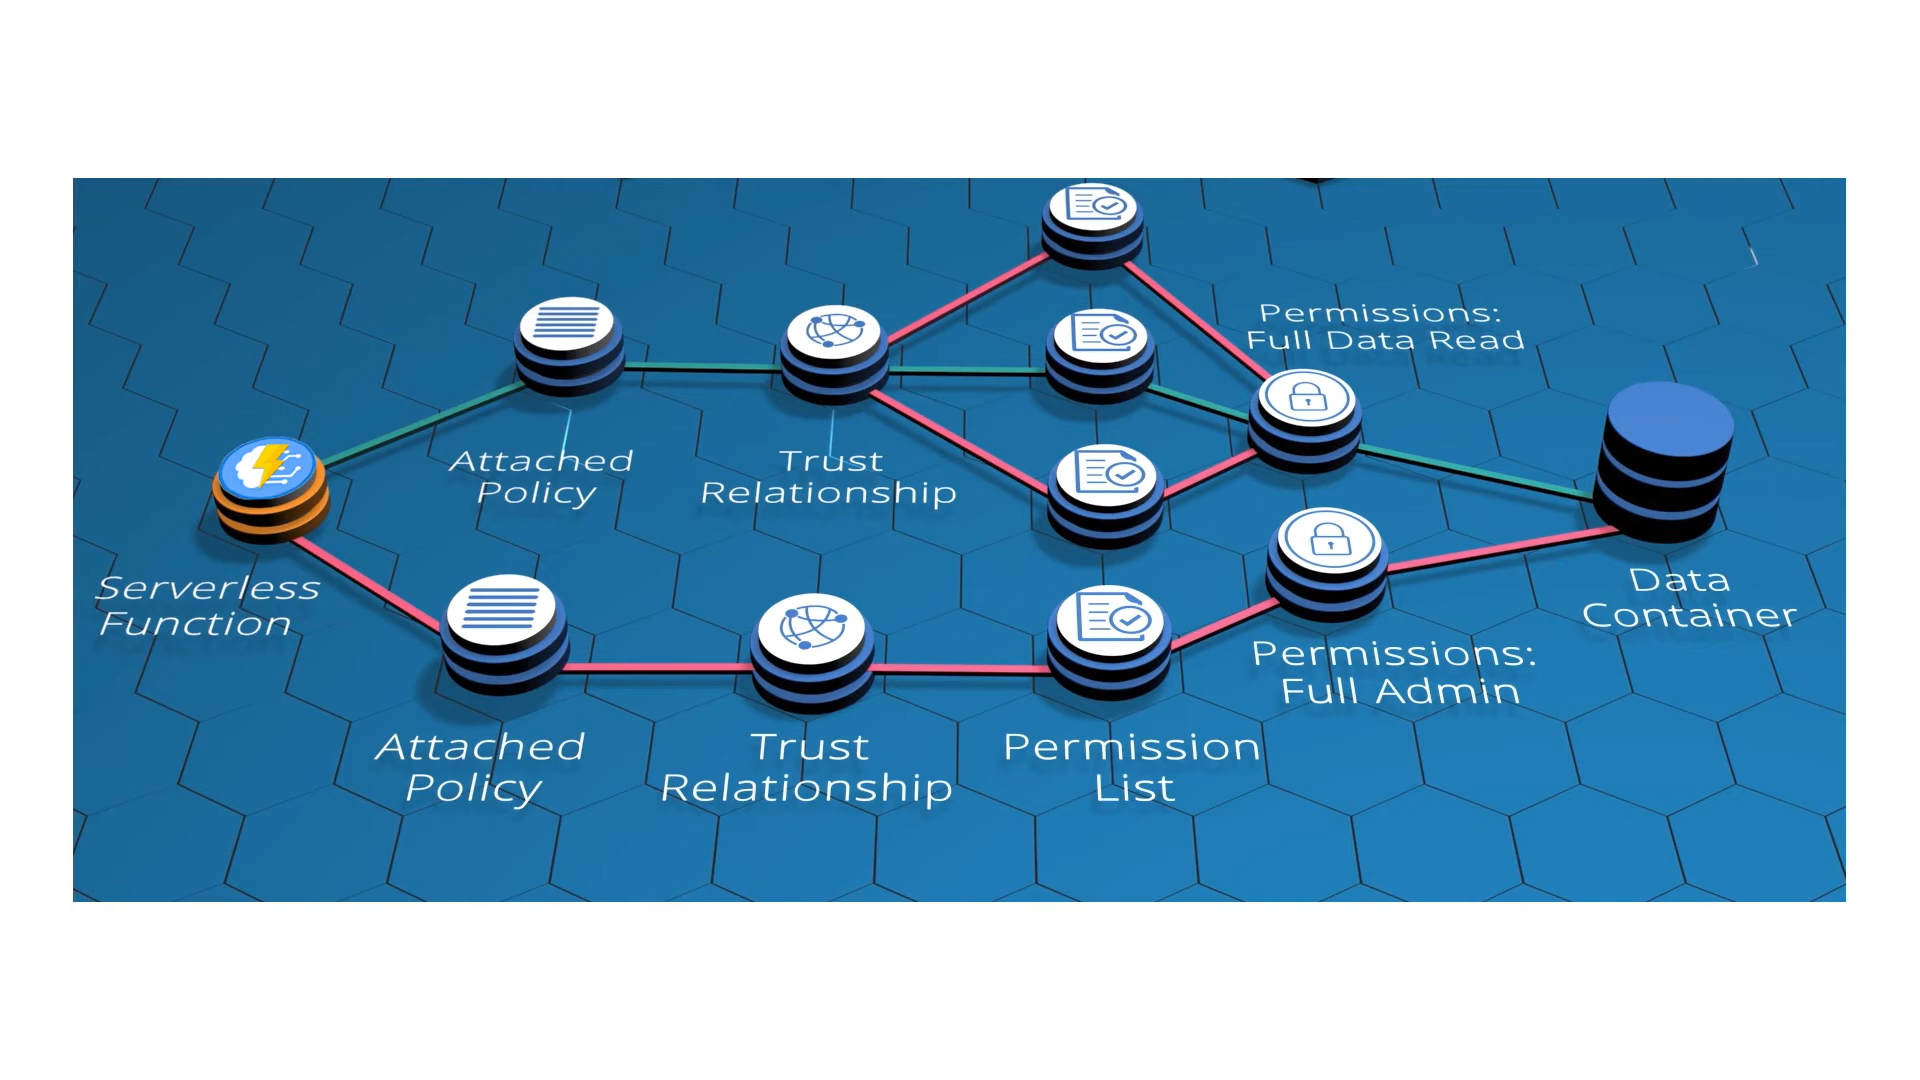 Permissions:
Full Data Read
Attached
Policy
Trust
Relationship
Serverless
Function
Data
Container
Permissions:
Full Admin
Attached
Policy
Trust
Relationship
Permission
List